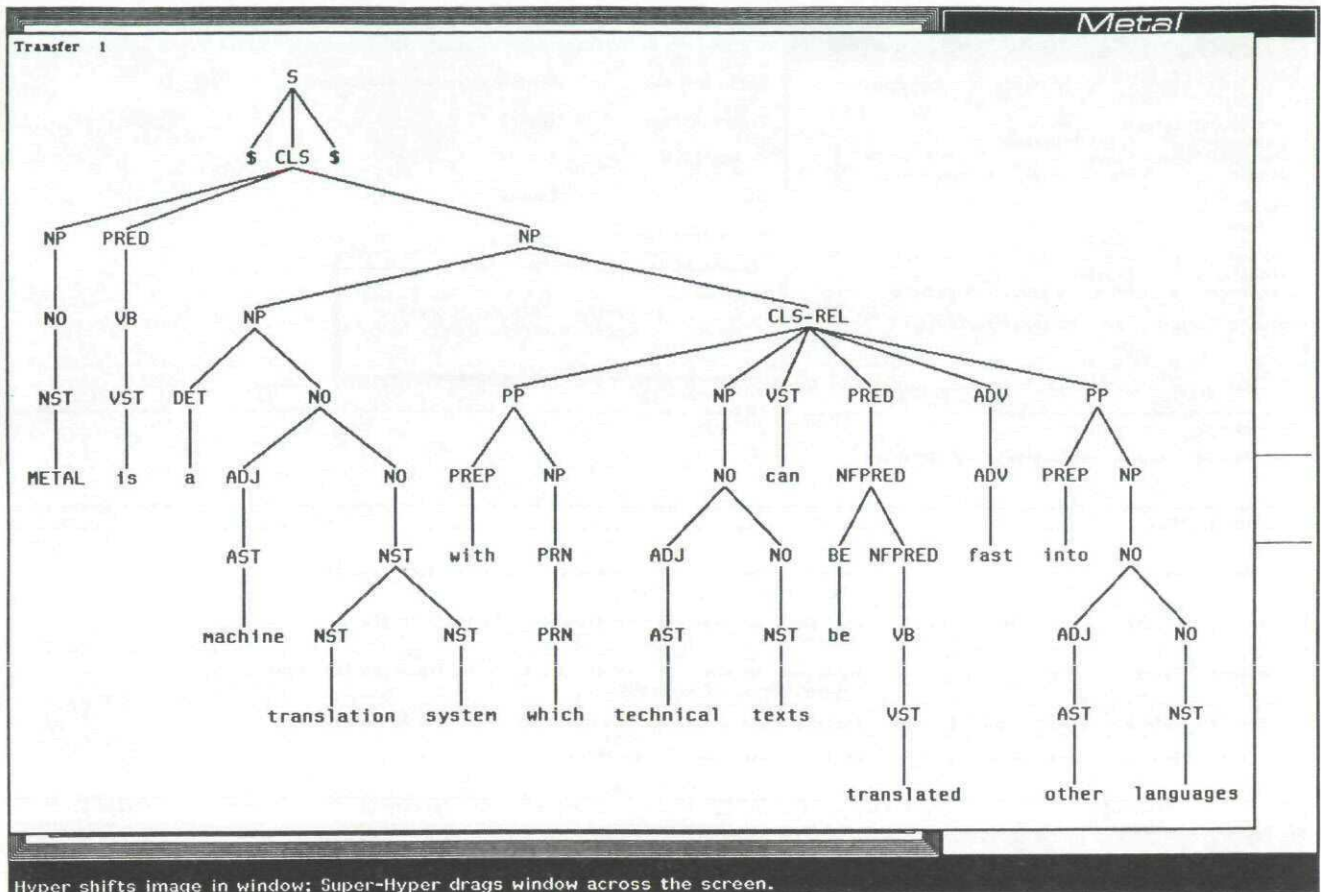 Metal
Transfer 1
S
$ CLS $
NP PRED NP
NO VB NP CLS-REL
NST VST DET NO PP NP VST PRED ADV PP
METAL is a ADJ NO PREP NP NO can NFPRED ADV PREP NP
AST NST with PRN ADJ NO BE NFPRED fast into NO
machine NST NST PRN AST NST be VB ADJ NO
translation system which technical texts VST AST NST
translated other languages
Hyper shifts image in window; Super-Hyper drags window across the screen.